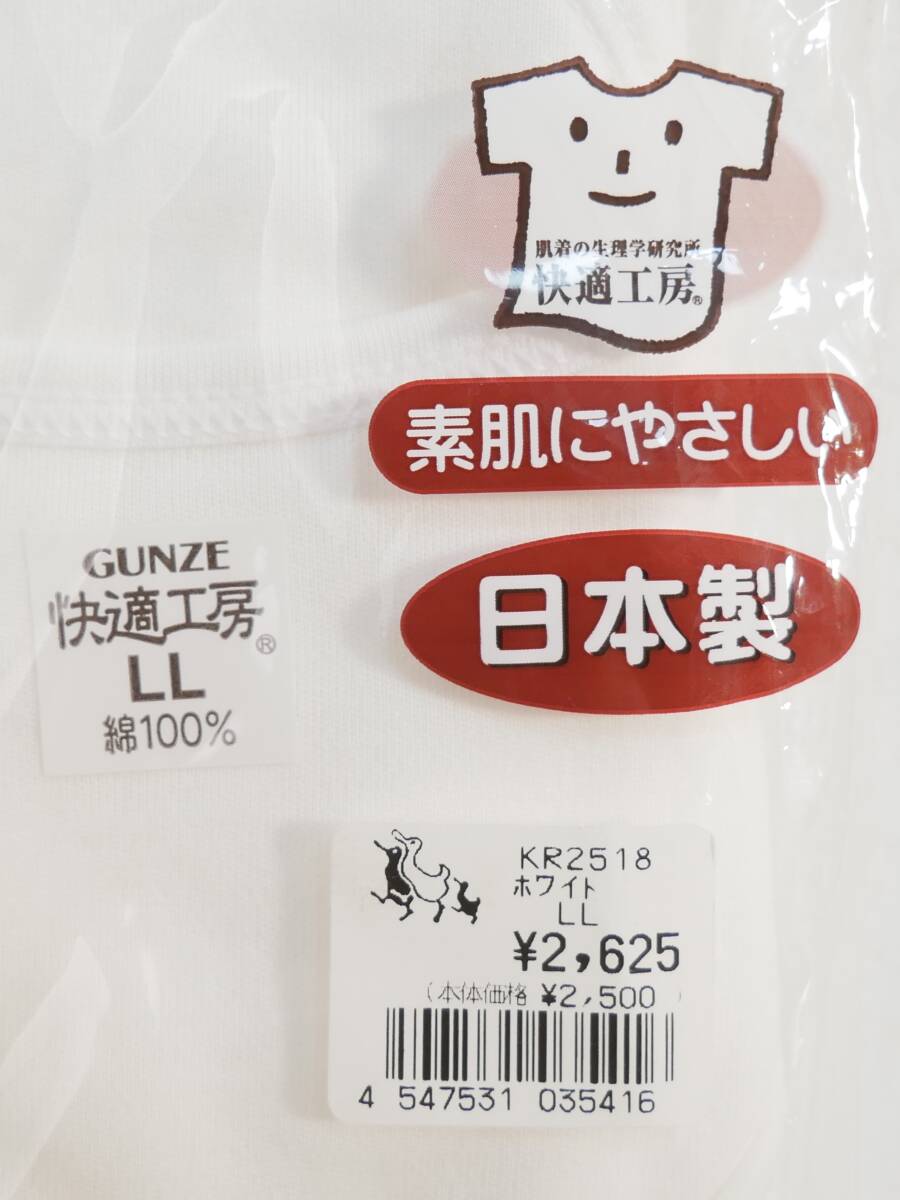 肌着の生理学研究所
快適工房®
素肌にやさしい
日本製
GUNZE
快適工房®
LL
綿100%
KR2518
ホワイト
LL
¥2,625
(本体価格 ¥2,500)
4 547531 035416